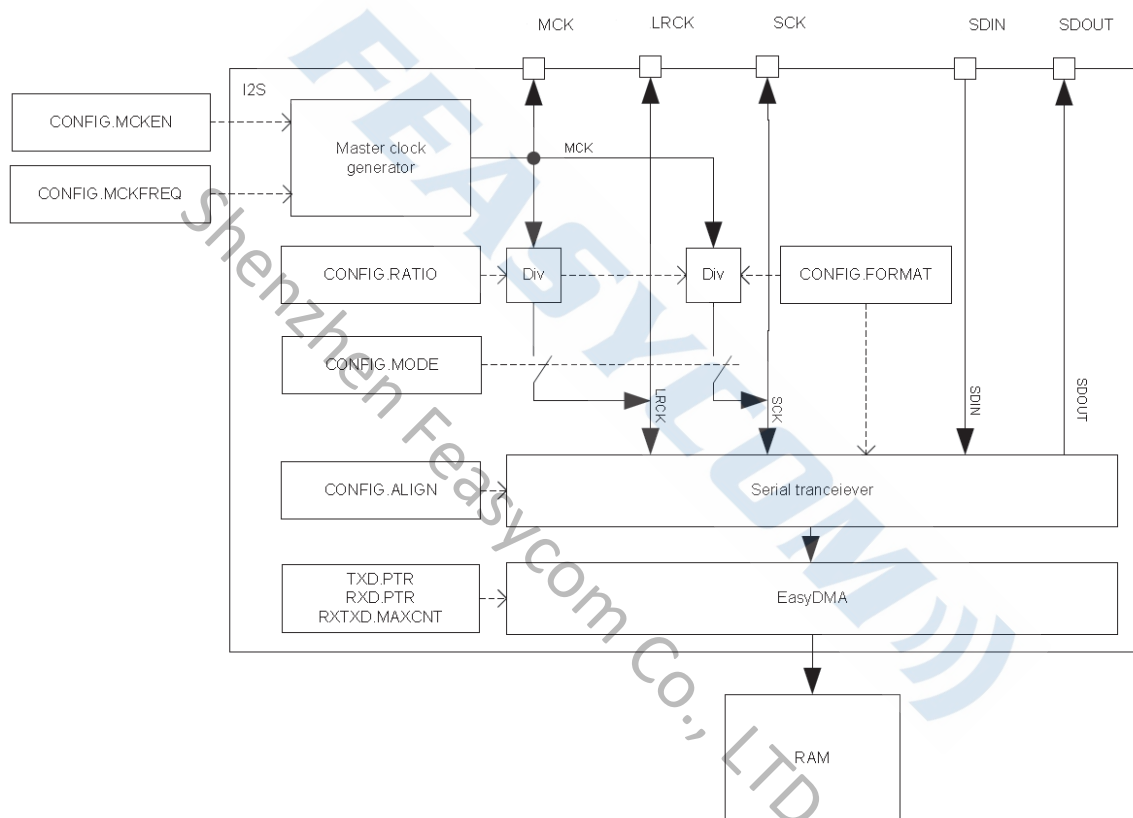 MCK LRCK SCK SDIN SDOUT
I2S
CONFIG.MCKEN
Master clock
generator
MCK
CONFIG.MCKFREQ
CONFIG.RATIO
Div
Div
CONFIG.FORMAT
CONFIG.MODE
LRCK
SCK
SDIN
SDOUT
CONFIG.ALIGN
Serial tranceiever
TXD.PTR
RXD.PTR
RXTXD.MAXCNT
EasyDMA
RAM
FEASYCOM
Shenzhen Feasycom Co., LTD